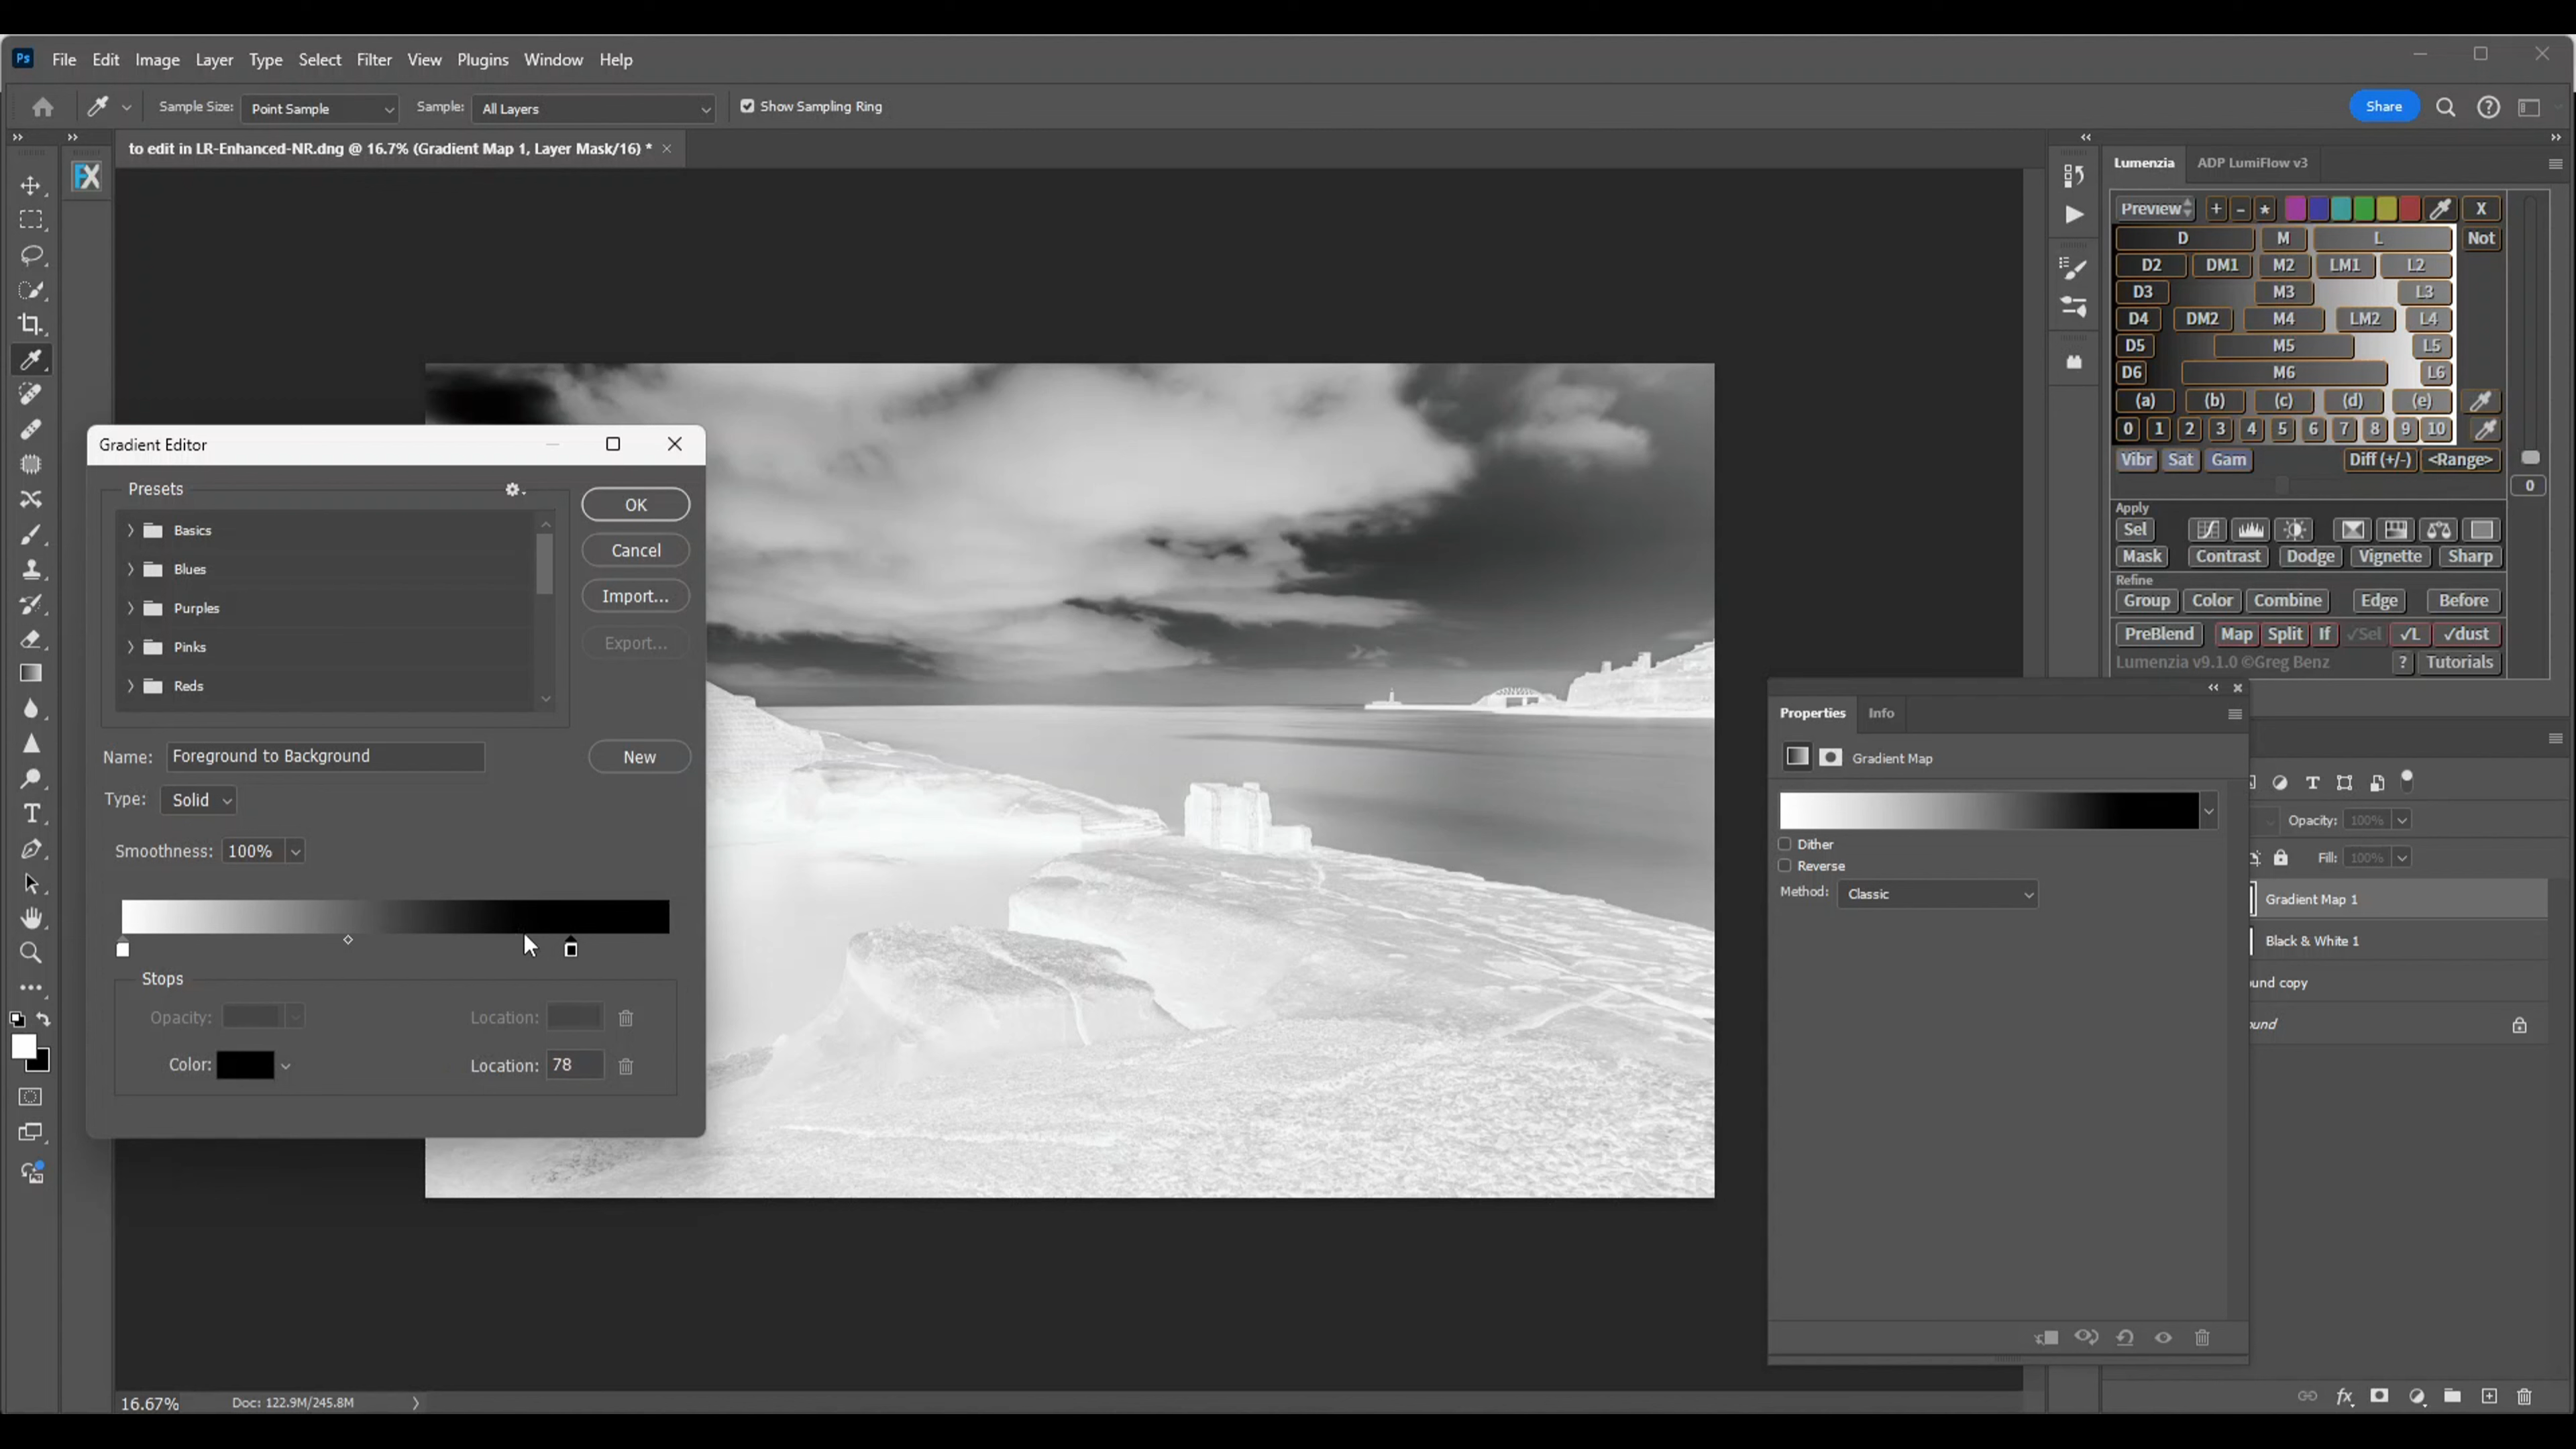 Ps File Edit Image Layer Type Select Filter View Plugins Window Help
Sample Size: Point Sample Sample: All Layers Show Sampling Ring Share
to edit in LR-Enhanced-NR.dng @ 16.7% (Gradient Map 1, Layer Mask/16) *
FX
Gradient Editor
Presets
Basics
Blues
Purples
Pinks
Reds
OK
Cancel
Import...
Export...
Name: Foreground to Background
New
Type: Solid
Smoothness: 100%
Stops
Opacity: Location:
Color: Location: 78
16.67% Doc: 122.9M/245.8M
Lumenzia ADP LumiFlow v3
Preview + - * X
D M L Not
D2 DM1 M2 LM1 L2
D3 M3 L3
D4 DM2 M4 LM2 L4
D5 M5 L5
D6 M6 L6
(a) (b) (c) (d) (e)
0 1 2 3 4 5 6 7 8 9 10
Vibr Sat Gam Diff (+/-) <Range>
0
Apply
Sel
Mask Contrast Dodge Vignette Sharp
Refine
Group Color Combine Edge Before
PreBlend Map Split If ✓Sel ✓L ✓dust
Lumenzia v9.1.0 ©Greg Benz ? Tutorials
Properties Info
Gradient Map
Dither
Reverse
Method: Classic
T
Opacity: 100%
Fill: 100%
Gradient Map 1
Black & White 1
und copy
und
fx